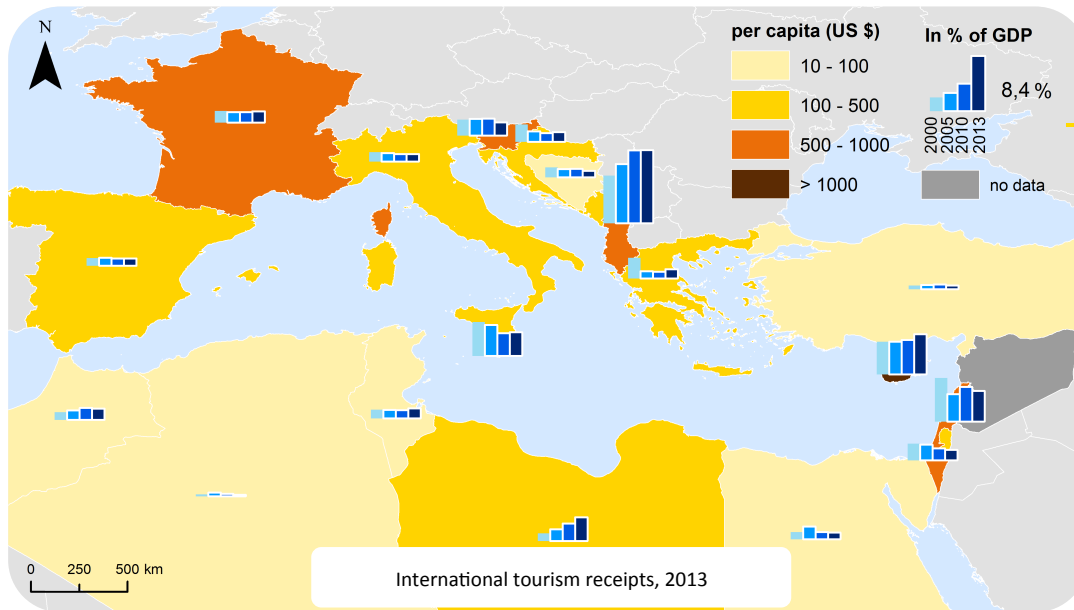 N
per capita (US $)
10 - 100
100 - 500
500 - 1000
> 1000
In % of GDP
8,4 %
2000
2005
2010
2013
no data
0 250 500 km
International tourism receipts, 2013